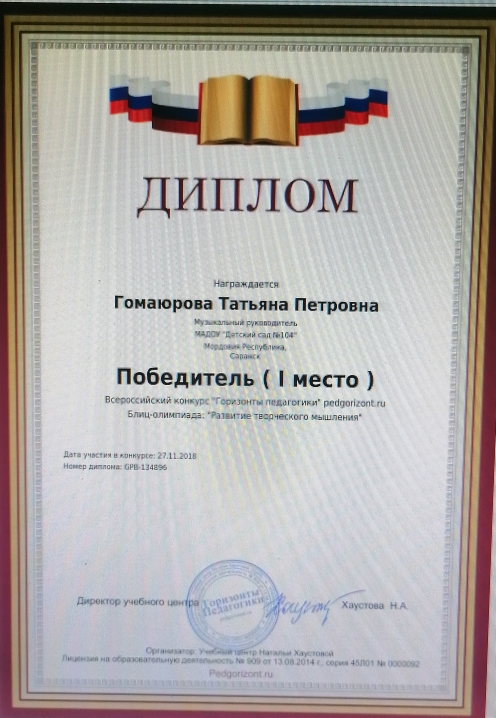 ДИПЛОМ
Награждается
Гомаюрова Татьяна Петровна
Музыкальный руководитель
МАДОУ "Детский сад №104"
Мордовия Республика,
Саранск
Победитель ( I место )
Всероссийский конкурс "Горизонты педагогики" pedgorizont.ru
Блиц-олимпиада: "Развитие творческого мышления"
Дата участия в конкурсе: 27.11.2018
Номер диплома: GPB-134896
Директор учебного центра
Горизонты
Педагогики
Хаустова Н.А.
Организатор: Учебный центр Натальи Хаустовой
Лицензия на образовательную деятельность № 909 от 13.08.2014 г., серия 45Л01 № 0000092
Pedgorizont.ru